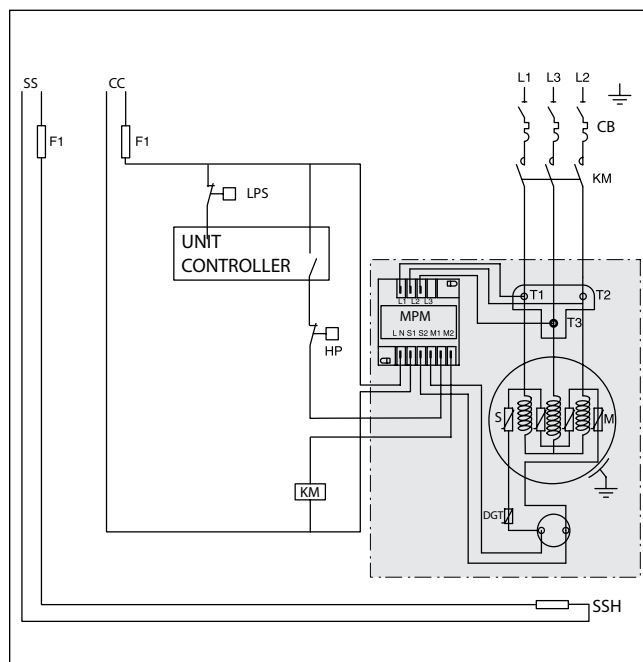 SS
CC
L1 L3 L2
F1
F1
CB
LPS
KM
UNIT
CONTROLLER
L1 L2 L3
T1
T2
MPM
T3
L N S1 S2 M1 M2
HP
S
M
KM
DGT
SSH